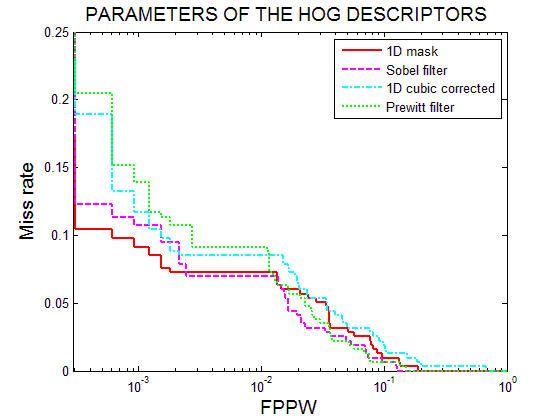 PARAMETERS OF THE HOG DESCRIPTORS
0.25
0.2
0.15
0.1
0.05
0
Miss rate
1D mask
Sobel filter
1D cubic corrected
Prewitt filter
10^-3 10^-2 10^-1 10^0
FPPW